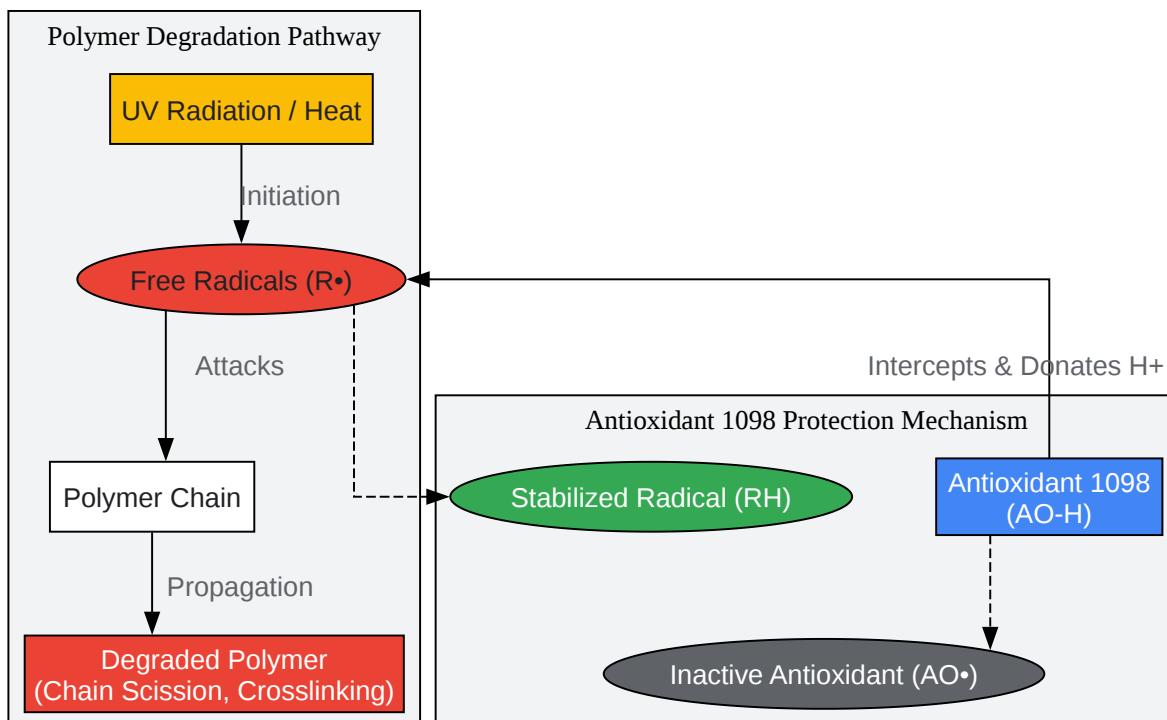 Polymer Degradation Pathway
UV Radiation / Heat
Initiation
Free Radicals (R•)
Attacks
Polymer Chain
Propagation
Degraded Polymer
(Chain Scission, Crosslinking)
Intercepts & Donates H+
Antioxidant 1098 Protection Mechanism
Stabilized Radical (RH)
Antioxidant 1098
(AO-H)
Inactive Antioxidant (AO•)